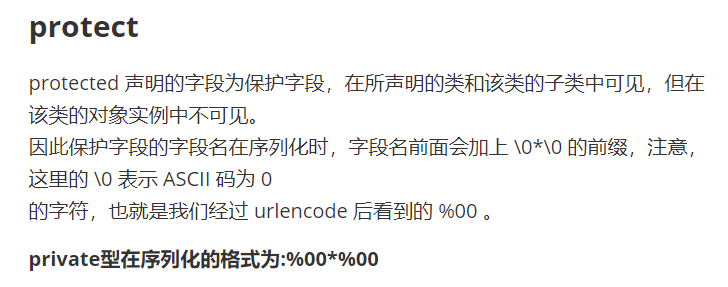 protect
protected 声明的字段为保护字段，在所声明的类和该类的子类中可见，但在
该类的对象实例中不可见。
因此保护字段的字段名在序列化时，字段名前面会加上 \0*\0 的前缀，注意，
这里的 \0 表示 ASCII 码为 0
的字符，也就是我们经过 urlencode 后看到的 %00 。
private型在序列化的格式为:%00*%00